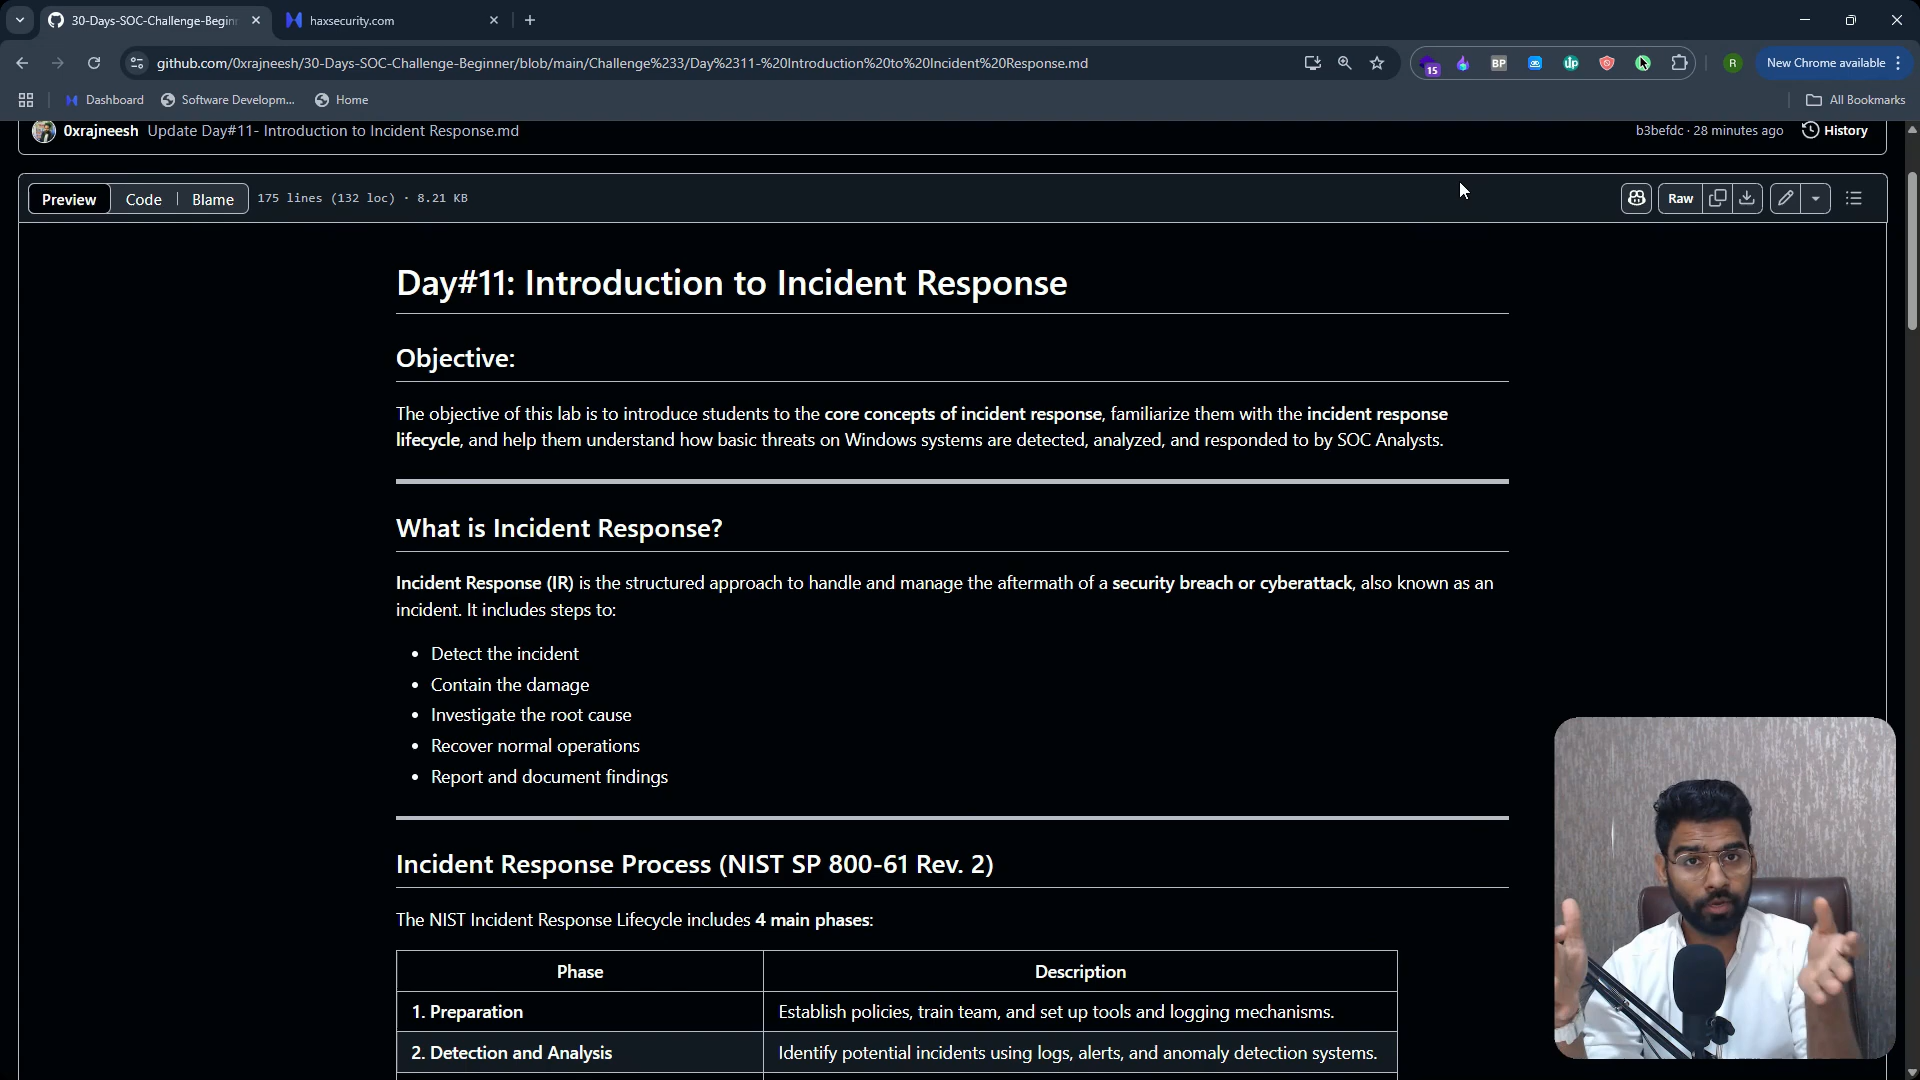 30-Days-SOC-Challenge-Beginn
haxsecurity.com
github.com/0xrajneesh/30-Days-SOC-Challenge-Beginner/blob/main/Challenge%233/Day%2311-%20Introduction%20to%20Incident%20Response.md
15
BP
up
R
New Chrome available
Dashboard
Software Developm...
Home
All Bookmarks
0xrajneesh Update Day#11- Introduction to Incident Response.md
b3befdc · 28 minutes ago
History
Preview
Code
Blame
175 lines (132 loc) · 8.21 KB
Raw
Day#11: Introduction to Incident Response
Objective:
The objective of this lab is to introduce students to the core concepts of incident response, familiarize them with the incident response
lifecycle, and help them understand how basic threats on Windows systems are detected, analyzed, and responded to by SOC Analysts.
What is Incident Response?
Incident Response (IR) is the structured approach to handle and manage the aftermath of a security breach or cyberattack, also known as an
incident. It includes steps to:
• Detect the incident
• Contain the damage
• Investigate the root cause
• Recover normal operations
• Report and document findings
Incident Response Process (NIST SP 800-61 Rev. 2)
The NIST Incident Response Lifecycle includes 4 main phases:
Phase
Description
1. Preparation
Establish policies, train team, and set up tools and logging mechanisms.
2. Detection and Analysis
Identify potential incidents using logs, alerts, and anomaly detection systems.